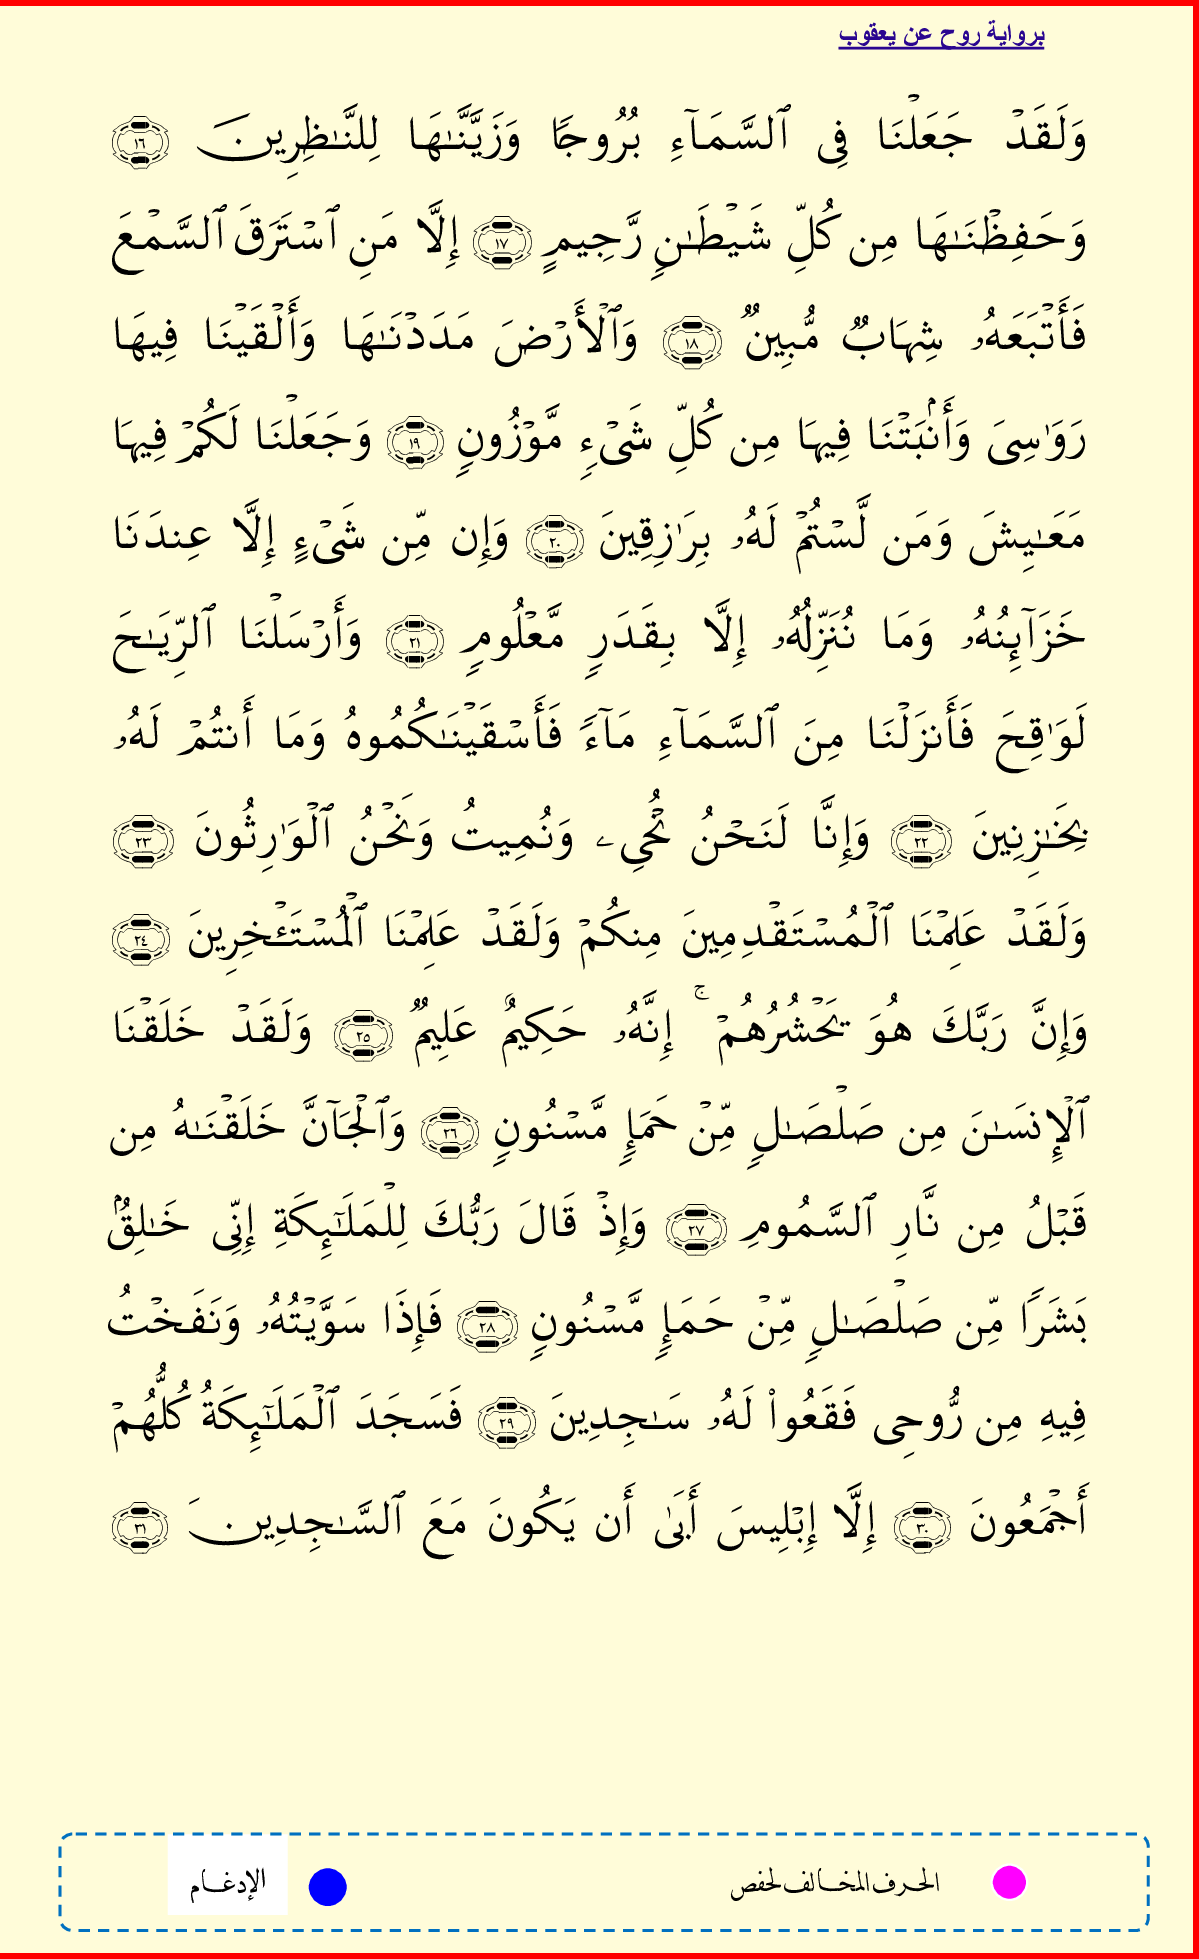 برواية روح عن يعقوب
وَلَقَدۡ جَعَلۡنَا فِي ٱلسَّمَآءِ بُرُوجٗا وَزَيَّنَّـٰهَا لِلنَّـٰظِرِينَ ١٦
وَحَفِظۡنَـٰهَا مِن كُلِّ شَيۡطَـٰنٖ رَّجِيمٍ ١٧ إِلَّا مَنِ ٱسۡتَرَقَ ٱلسَّمۡعَ
فَأَتۡبَعَهُۥ شِهَابٞ مُّبِينٞ ١٨ وَٱلۡأَرۡضَ مَدَدۡنَـٰهَا وَأَلۡقَيۡنَا فِيهَا
رَوَٰسِيَ وَأَنۢبَتۡنَا فِيهَا مِن كُلِّ شَيۡءٖ مَّوۡزُونٖ ١٩ وَجَعَلۡنَا لَكُمۡ فِيهَا
مَعَـٰيِشَ وَمَن لَّسۡتُمۡ لَهُۥ بِرَٰزِقِينَ ٢٠ وَإِن مِّن شَيۡءٍ إِلَّا عِندَنَا
خَزَآئِنُهُۥ وَمَا نُنَزِّلُهُۥ إِلَّا بِقَدَرٖ مَّعۡلُومٖ ٢١ وَأَرۡسَلۡنَا ٱلرِّيَـٰحَ
لَوَٰقِحَ فَأَنزَلۡنَا مِنَ ٱلسَّمَآءِ مَآءٗ فَأَسۡقَيۡنَـٰكُمُوهُ وَمَا أَنتُمۡ لَهُۥ
بِخَـٰزِنِينَ ٢٢ وَإِنَّا لَنَحۡنُ نُحۡيِۦ وَنُمِيتُ وَنَحۡنُ ٱلۡوَٰرِثُونَ ٢٣
وَلَقَدۡ عَلِمۡنَا ٱلۡمُسۡتَقۡدِمِينَ مِنكُمۡ وَلَقَدۡ عَلِمۡنَا ٱلۡمُسۡتَـٔۡخِرِينَ ٢٤
وَإِنَّ رَبَّكَ هُوَ يَحۡشُرُهُمۡۚ إِنَّهُۥ حَكِيمٌ عَلِيمٞ ٢٥ وَلَقَدۡ خَلَقۡنَا
ٱلۡإِنسَـٰنَ مِن صَلۡصَـٰلٖ مِّنۡ حَمَإٖ مَّسۡنُونٖ ٢٦ وَٱلۡجَآنَّ خَلَقۡنَـٰهُ مِن
قَبۡلُ مِن نَّارِ ٱلسَّمُومِ ٢٧ وَإِذۡ قَالَ رَبُّكَ لِلۡمَلَـٰٓئِكَةِ إِنِّي خَـٰلِقُۢ
بَشَرٗا مِّن صَلۡصَـٰلٖ مِّنۡ حَمَإٖ مَّسۡنُونٖ ٢٨ فَإِذَا سَوَّيۡتُهُۥ وَنَفَخۡتُ
فِيهِ مِن رُّوحِي فَقَعُواْ لَهُۥ سَـٰجِدِينَ ٢٩ فَسَجَدَ ٱلۡمَلَـٰٓئِكَةُ كُلُّهُمۡ
أَجۡمَعُونَ ٣٠ إِلَّا إِبۡلِيسَ أَبَىٰ أَن يَكُونَ مَعَ ٱلسَّـٰجِدِينَ ٣١
الحرف المخالف لحفص
الإدغام